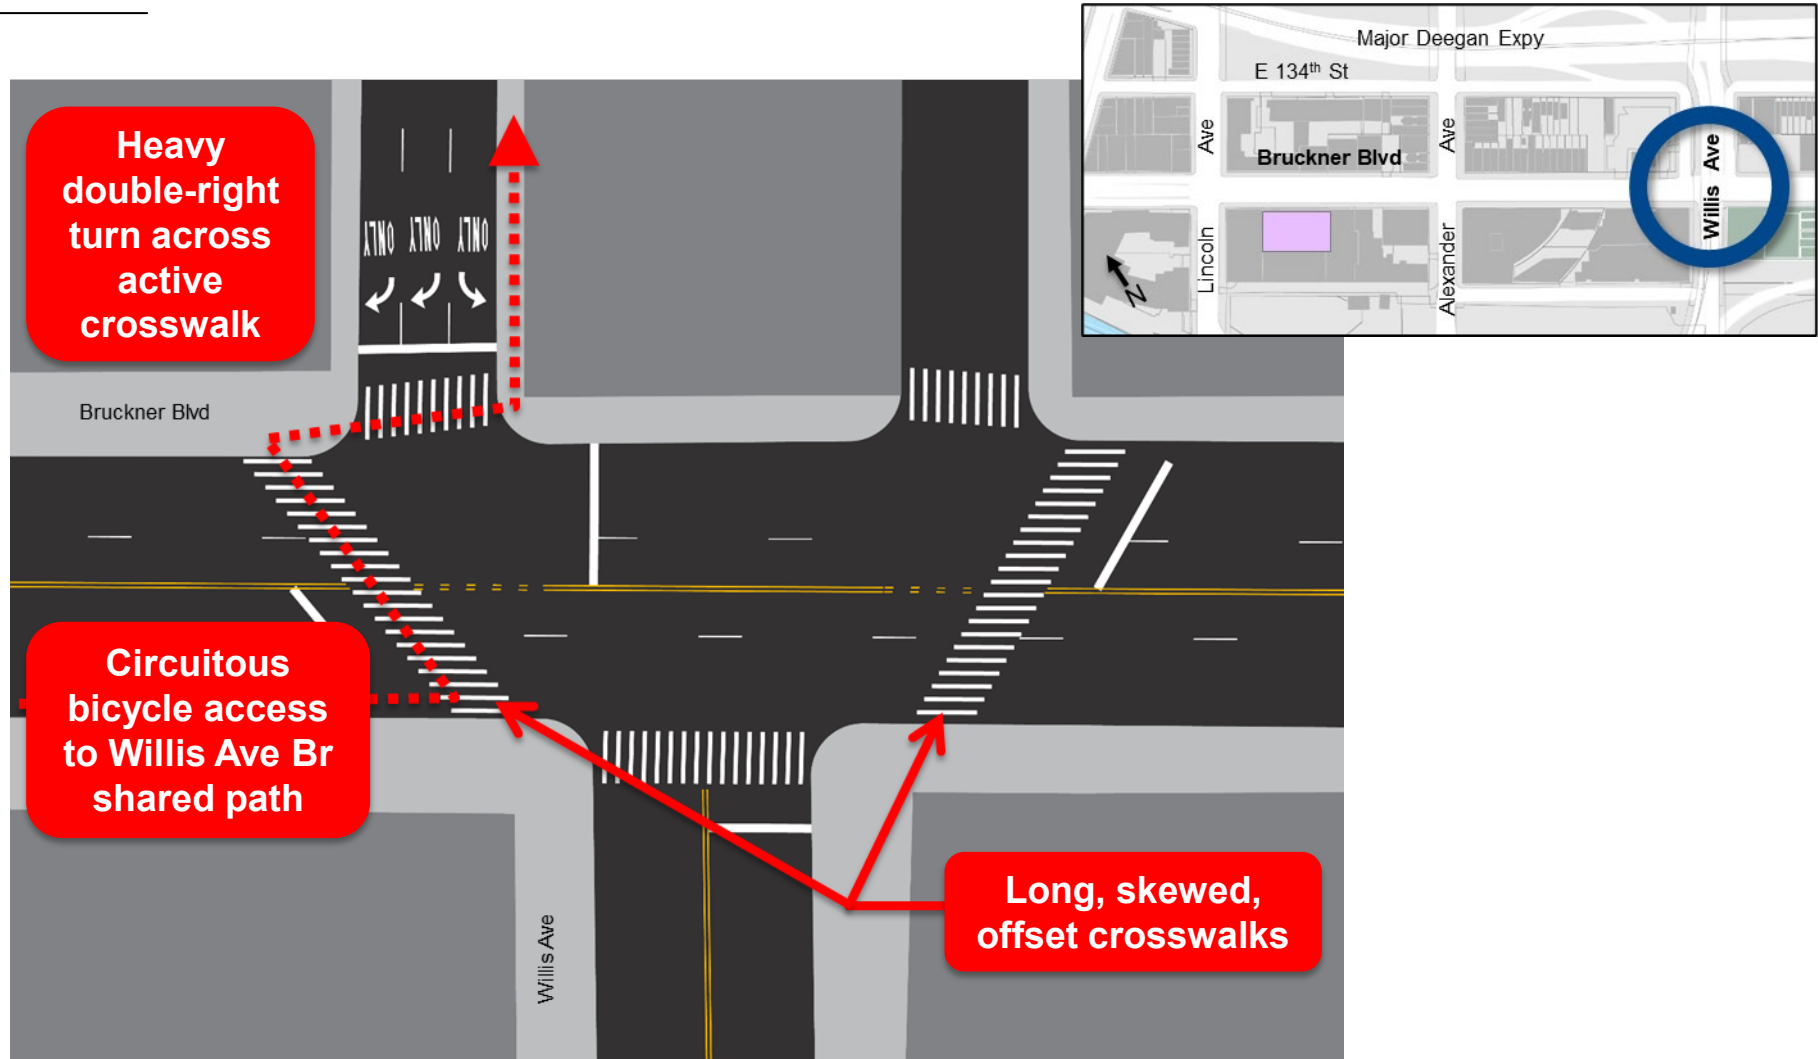 Major Deegan Expy
E 134th St
Ave
Ave
Bruckner Blvd
Willis Ave
Lincoln
Alexander
N
Heavy
double-right
turn across
active
crosswalk
ONLY ONLY ONLY
Bruckner Blvd
Circuitous
bicycle access
to Willis Ave Br
shared path
Long, skewed,
offset crosswalks
Willis Ave